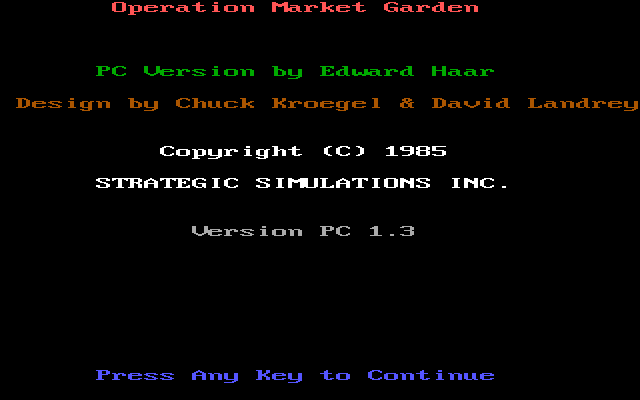 Operation Market Garden
PC Version by Edward Haar
Design by Chuck Kroegel & David Landrey
Copyright (C) 1985
STRATEGIC SIMULATIONS INC.
Version PC 1.3
Press Any Key to Continue